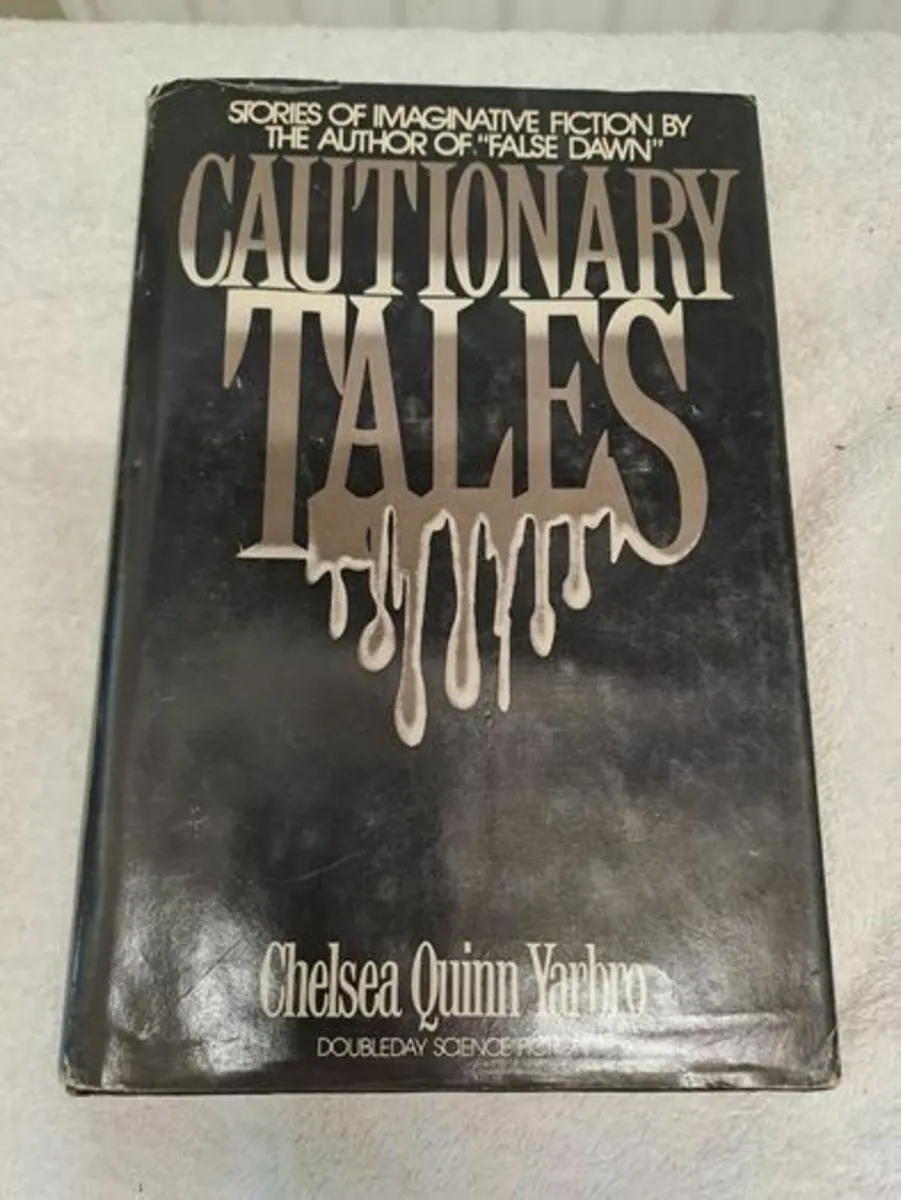 STORIES OF IMAGINATIVE FICTION BY
THE AUTHOR OF "FALSE DAWN"
CAUTIONARY
TALES
Chelsea Quinn Yarbro
DOUBLEDAY SCIENCE